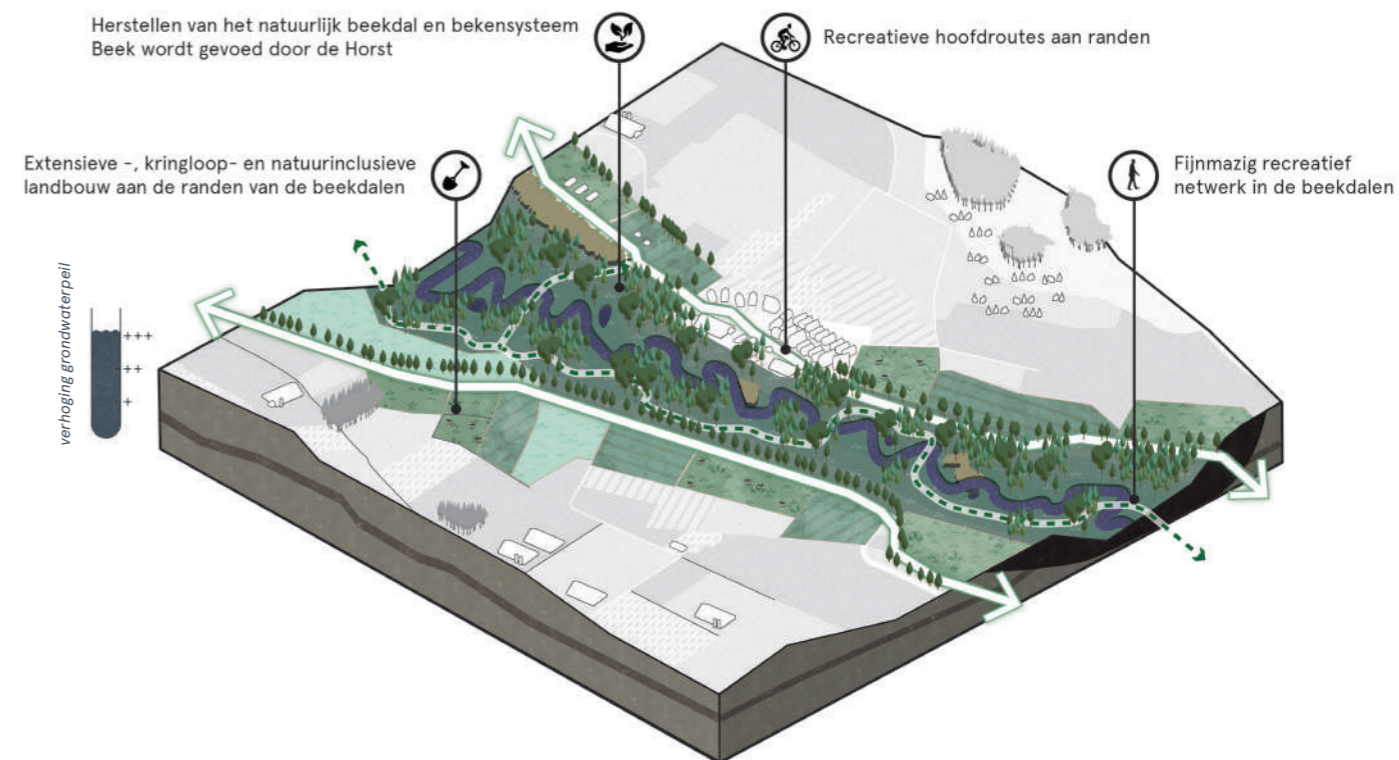 Herstellen van het natuurlijk beekdal en bekensysteem
Beek wordt gevoed door de Horst
Recreatieve hoofdroutes aan randen
Extensieve -, kringloop- en natuurinclusieve
landbouw aan de randen van de beekdalen
Fijnmazig recreatief
netwerk in de beekdalen
verhoging grondwaterpeil
+++
++
+